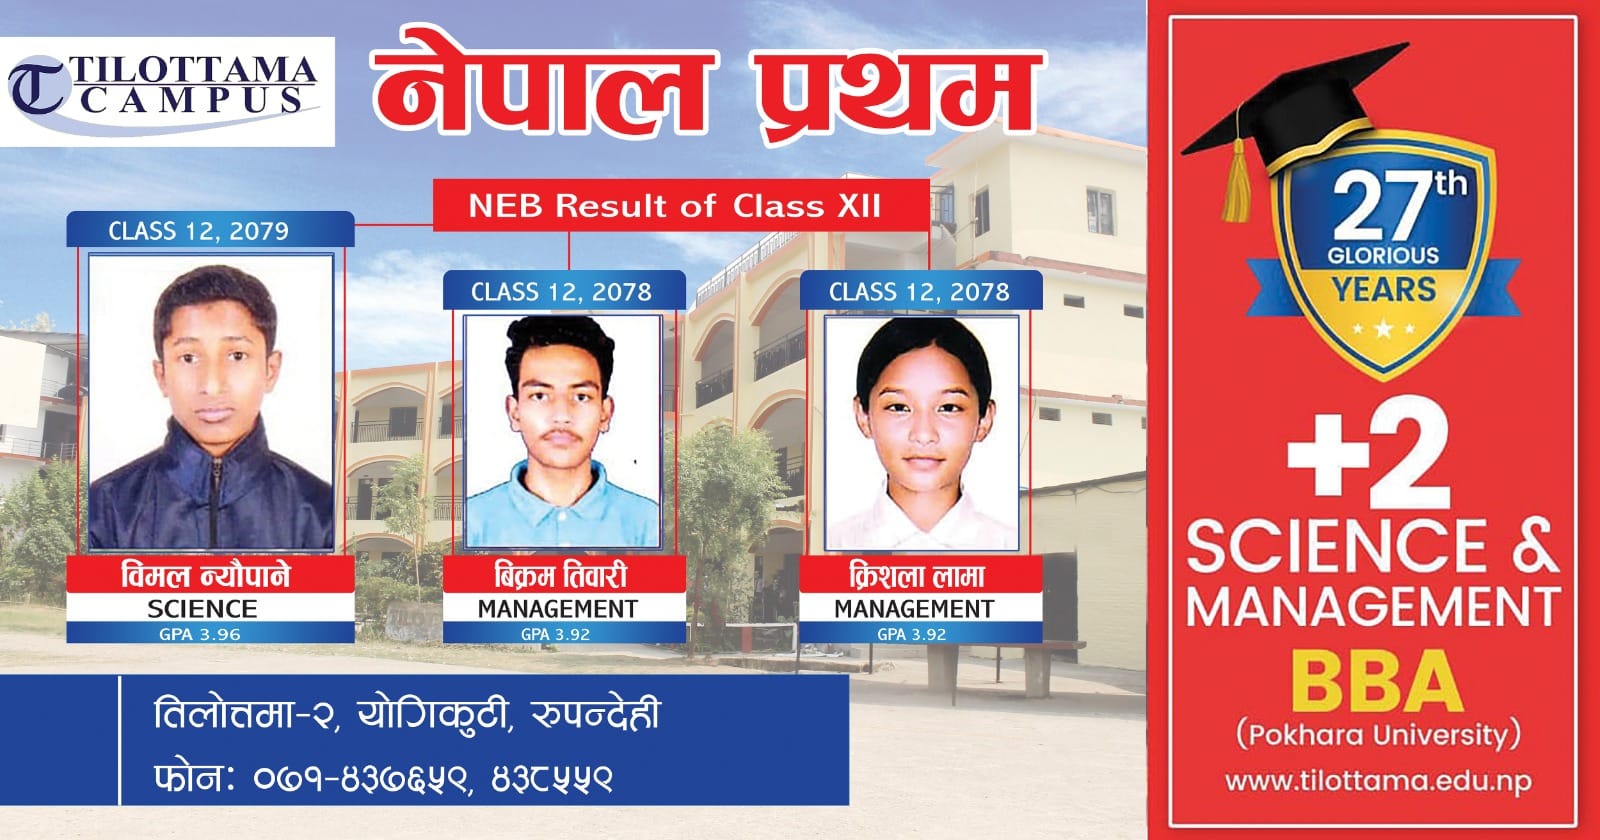 TILOTTAMA
CAMPUS
नेपाल प्रथम
NEB Result of Class XII
CLASS 12, 2079
विमल न्यौपाने
SCIENCE
GPA 3.96
CLASS 12, 2078
बिक्रम तिवारी
MANAGEMENT
GPA 3.92
CLASS 12, 2078
क्रिशला लामा
MANAGEMENT
GPA 3.92
तिलोत्तमा-२, योगिकुटी, रुपन्देही
फोन: ०७१-४३७६५९, ४३८५५९
27th
GLORIOUS
YEARS
+2
SCIENCE &
MANAGEMENT
BBA
(Pokhara University)
www.tilottama.edu.np